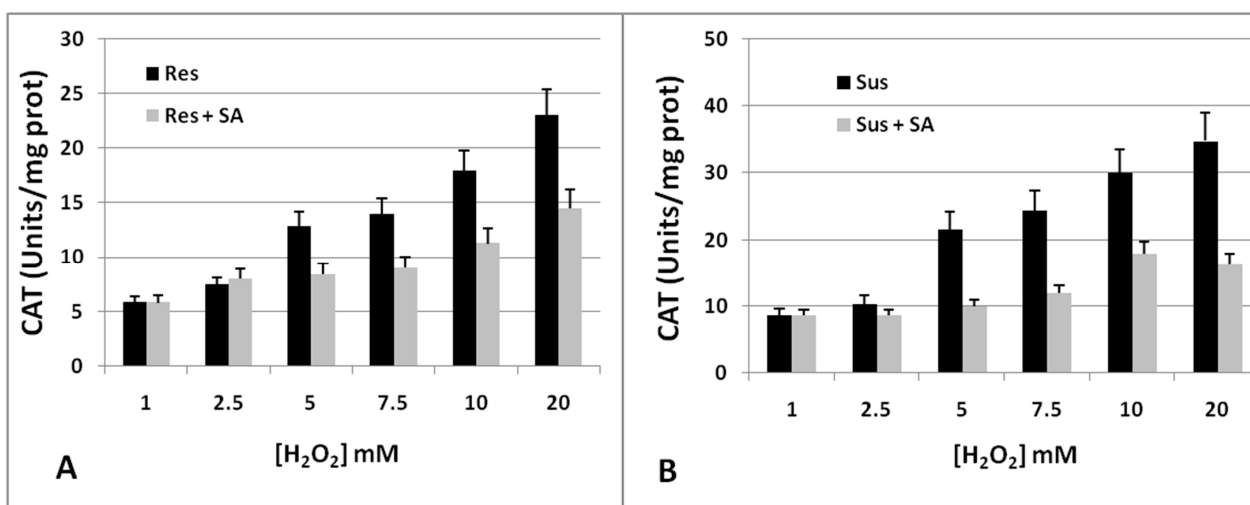 CAT (Units/mg prot)
30
25
20
15
10
5
0
Res
Res + SA
1 2.5 5 7.5 10 20
[H₂O₂] mM
A
CAT (Units/mg prot)
50
40
30
20
10
0
Sus
Sus + SA
1 2.5 5 7.5 10 20
[H₂O₂] mM
B